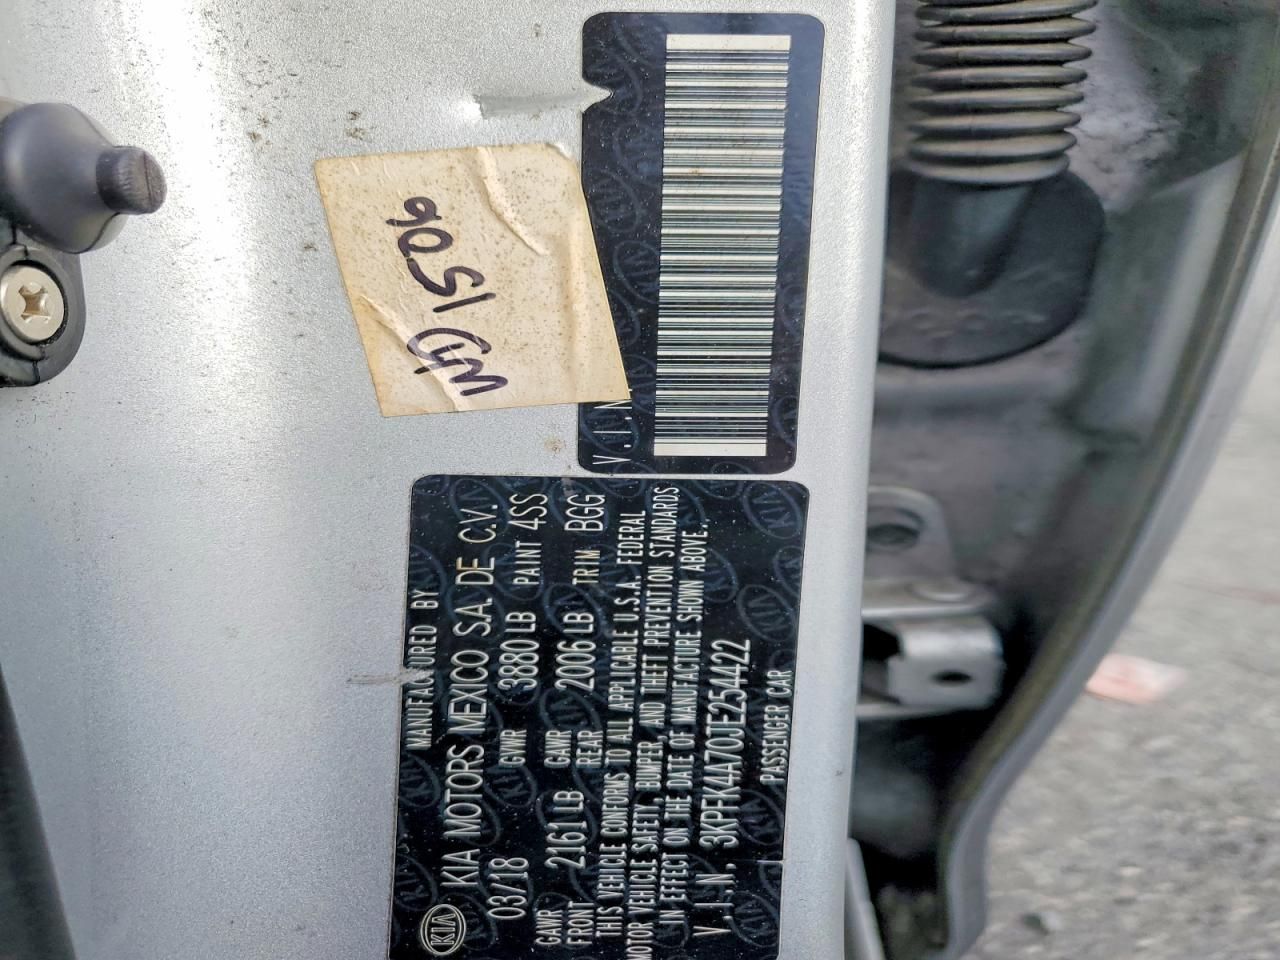 V.I.N
WD 1506
KIA
MANUFACTURED BY
KIA MOTORS MEXICO S.A. DE C.V.
03/18 GVWR 3880 LB PAINT 4SS
GAWR FRONT 2161 LB GAWR REAR 2006 LB TRIM BGG
THIS VEHICLE CONFORMS TO ALL APPLICABLE U.S.A. FEDERAL
MOTOR VEHICLE SAFETY, BUMPER, AND THEFT PREVENTION STANDARDS
IN EFFECT ON THE DATE OF MANUFACTURE SHOWN ABOVE.
V.I.N. 3KPFK4A70JE254422
PASSENGER CAR